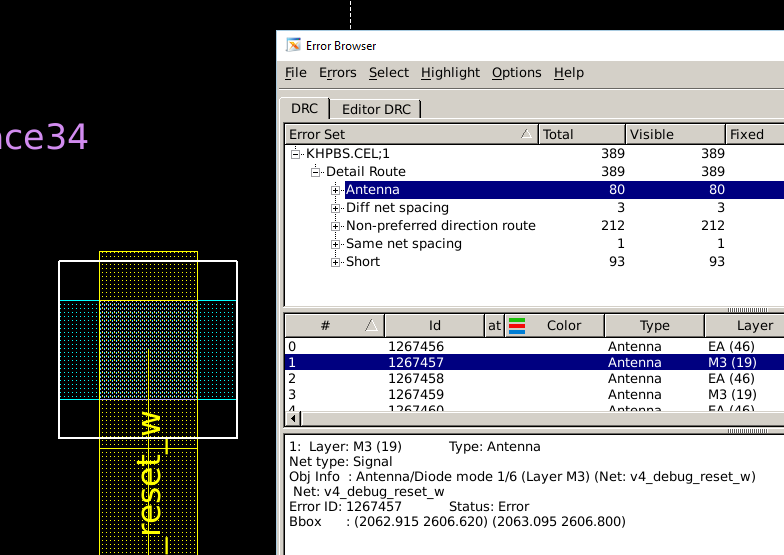 ace34
_reset_w
Error Browser
File Errors Select Highlight Options Help
DRC Editor DRC
Error Set Total Visible Fixed
KHPBS.CEL;1 389 389
Detail Route 389 389
Antenna 80 80
Diff net spacing 3 3
Non-preferred direction route 212 212
Same net spacing 1 1
Short 93 93
# Id at Color Type Layer
0 1267456 Antenna EA (46)
1 1267457 Antenna M3 (19)
2 1267458 Antenna EA (46)
3 1267459 Antenna M3 (19)
4 1267460 Antenna EA (46)
1: Layer: M3 (19) Type: Antenna
Net type: Signal
Obj Info : Antenna/Diode mode 1/6 (Layer M3) (Net: v4_debug_reset_w)
Net: v4_debug_reset_w
Error ID: 1267457 Status: Error
Bbox : (2062.915 2606.620) (2063.095 2606.800)